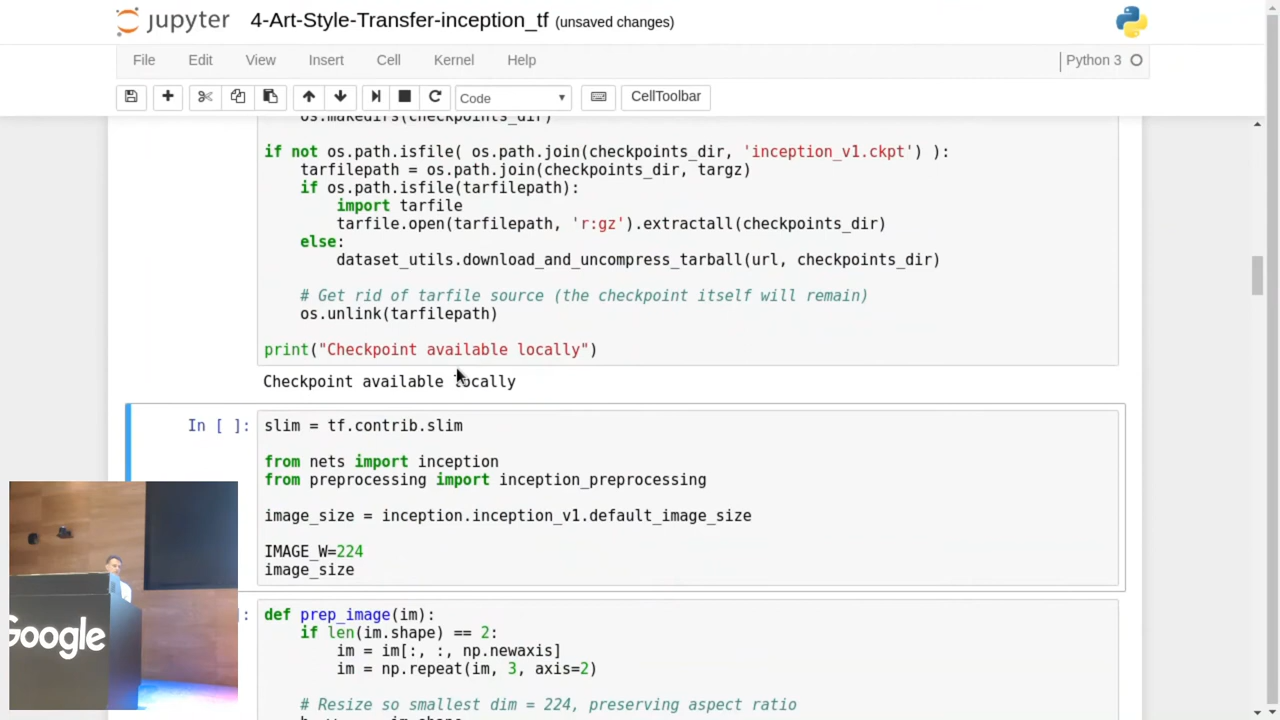 jupyter 4-Art-Style-Transfer-inception_tf (unsaved changes)
File Edit View Insert Cell Kernel Help Python 3
Code CellToolbar
os.makedirs(checkpoints_dir)
if not os.path.isfile( os.path.join(checkpoints_dir, 'inception_v1.ckpt') ):
tarfilepath = os.path.join(checkpoints_dir, targz)
if os.path.isfile(tarfilepath):
import tarfile
tarfile.open(tarfilepath, 'r:gz').extractall(checkpoints_dir)
else:
dataset_utils.download_and_uncompress_tarball(url, checkpoints_dir)
# Get rid of tarfile source (the checkpoint itself will remain)
os.unlink(tarfilepath)
print("Checkpoint available locally")
Checkpoint available locally
In [ ]: slim = tf.contrib.slim
from nets import inception
from preprocessing import inception_preprocessing
image_size = inception.inception_v1.default_image_size
IMAGE_W=224
image_size
]: def prep_image(im):
if len(im.shape) == 2:
im = im[:, :, np.newaxis]
im = np.repeat(im, 3, axis=2)
# Resize so smallest dim = 224, preserving aspect ratio
Google